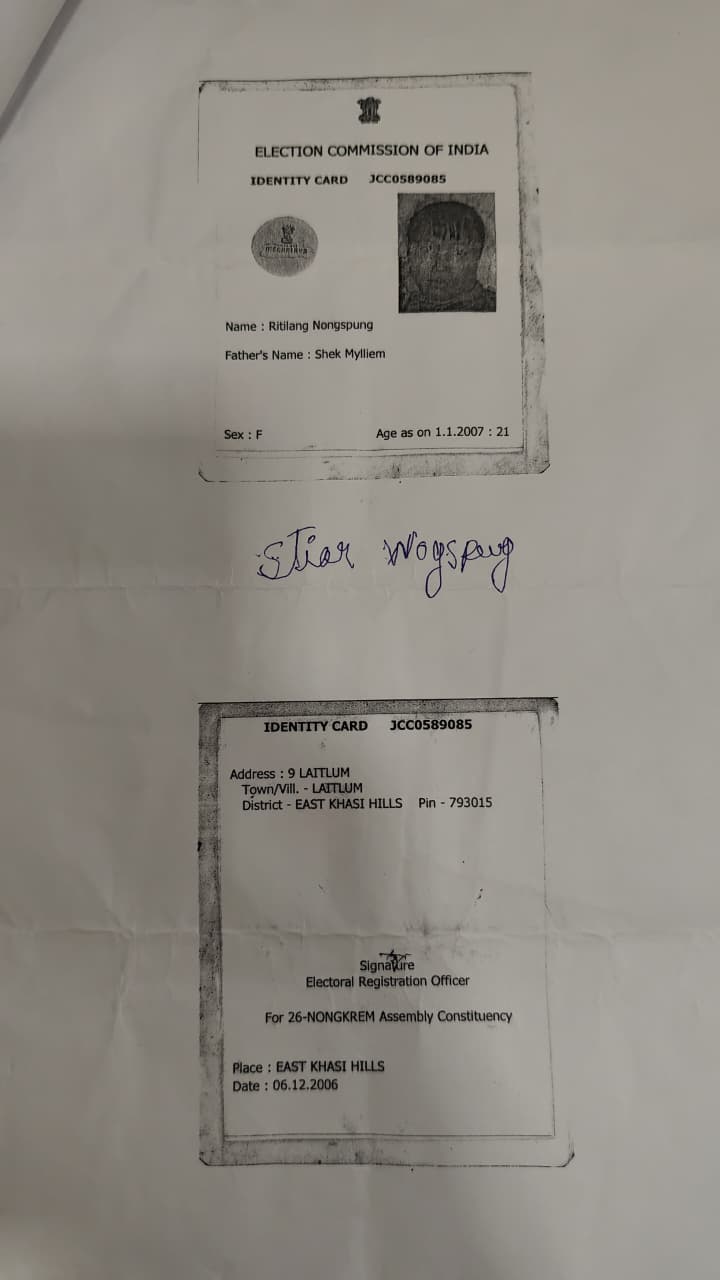 ELECTION COMMISSION OF INDIA
IDENTITY CARD JCC0589085
Name : Ritilang Nongspung
Father's Name : Shek Mylliem
Sex : F Age as on 1.1.2007 : 21
IDENTITY CARD JCC0589085
Address : 9 LAITLUM
Town/Vill. - LAITLUM
District - EAST KHASI HILLS Pin - 793015
Signature
Electoral Registration Officer
For 26-NONGKREM Assembly Constituency
Place : EAST KHASI HILLS
Date : 06.12.2006